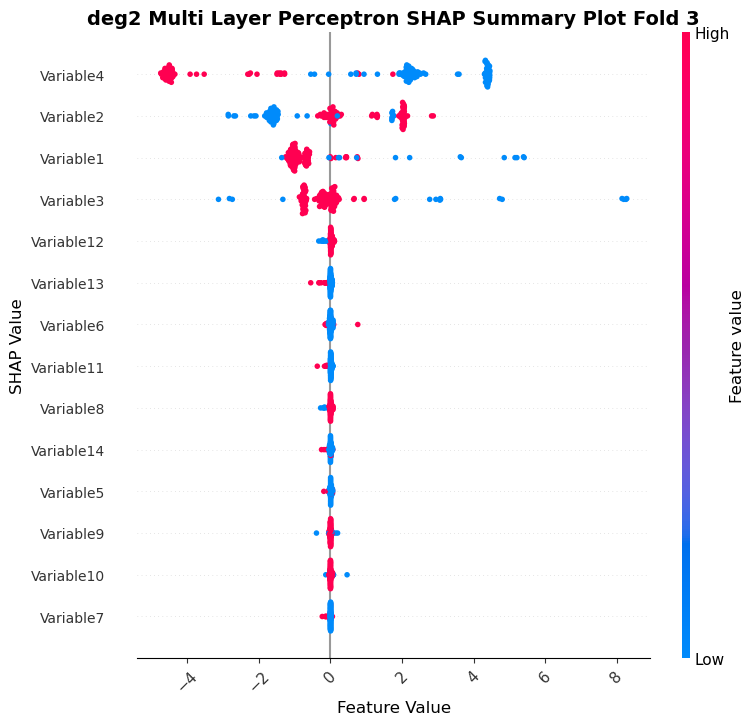 deg2 Multi Layer Perceptron SHAP Summary Plot Fold 3
High
Variable4
Variable2
Variable1
Variable3
Variable12
Variable13
Variable6
Variable11
Variable8
Variable14
Variable5
Variable9
Variable10
Variable7
SHAP Value
Feature value
Low
−4
−2
0
2
4
6
8
Feature Value